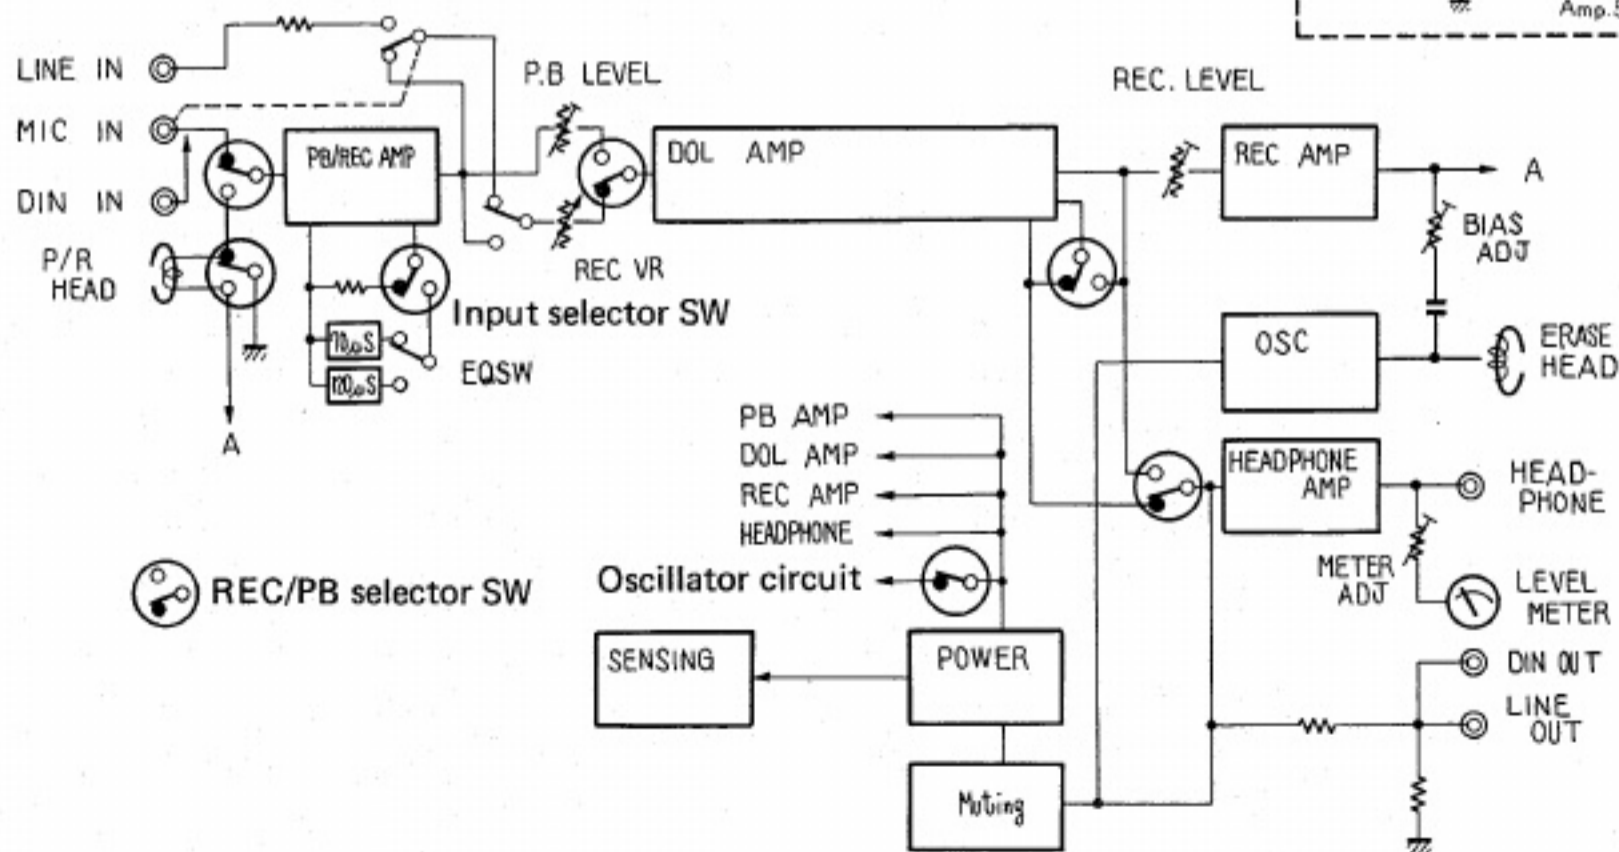 Amp.S
LINE IN
MIC IN
DIN IN
P/R
HEAD
A
PB/REC AMP
70µS
120µS
Input selector SW
EQSW
P.B LEVEL
REC VR
DOL AMP
REC. LEVEL
REC AMP
A
BIAS
ADJ
OSC
ERASE
HEAD
PB AMP
DOL AMP
REC AMP
HEADPHONE
Oscillator circuit
HEADPHONE
AMP
HEAD-
PHONE
METER
ADJ
LEVEL
METER
REC/PB selector SW
SENSING
POWER
Muting
DIN OUT
LINE
OUT